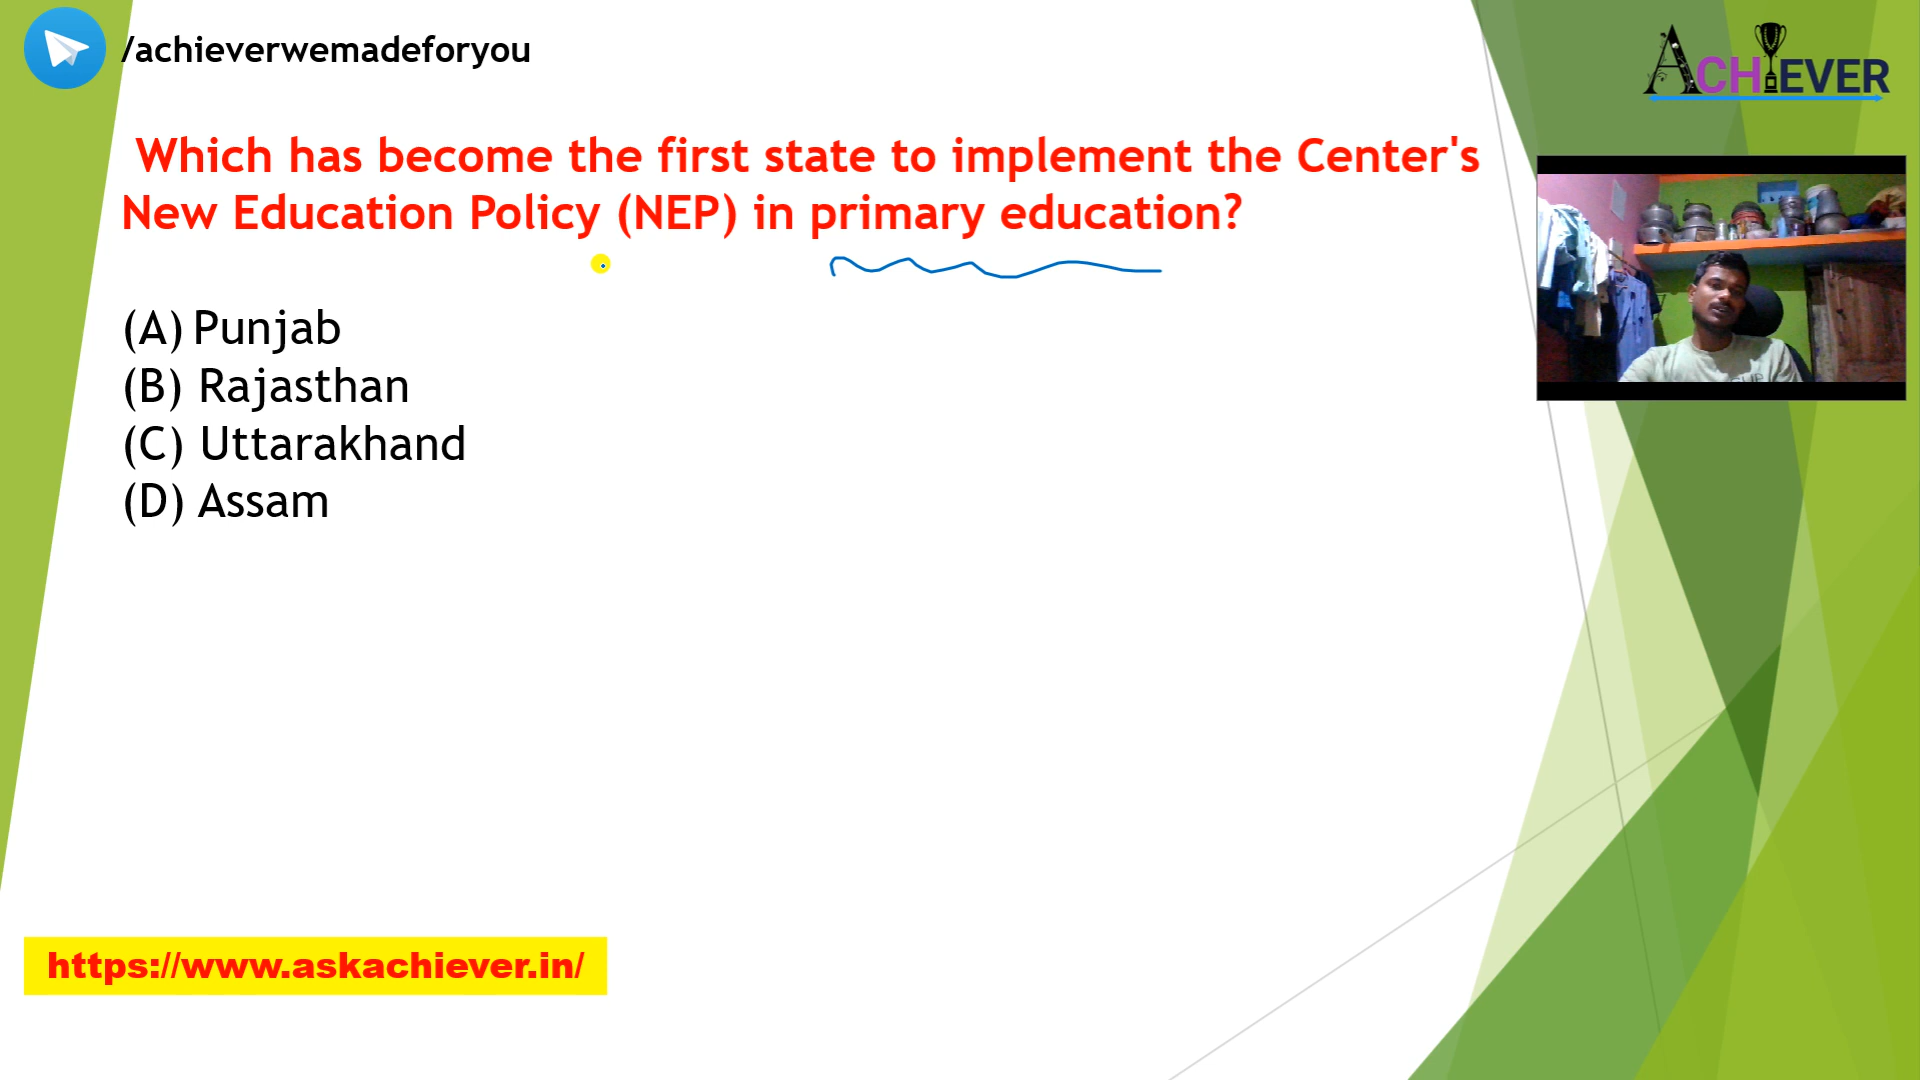 /achieverwemadeforyou
ACHIEVER
Which has become the first state to implement the Center's
New Education Policy (NEP) in primary education?
(A) Punjab
(B) Rajasthan
(C) Uttarakhand
(D) Assam
https://www.askachiever.in/